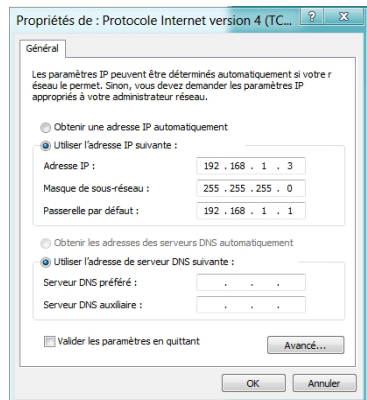 Propriétés de : Protocole Internet version 4 (TC...
Général
Les paramètres IP peuvent être déterminés automatiquement si votre r
éseau le permet. Sinon, vous devez demander les paramètres IP
appropriés à votre administrateur réseau.
Obtenir une adresse IP automatiquement
Utiliser l'adresse IP suivante :
Adresse IP : 192 . 168 . 1 . 3
Masque de sous-réseau : 255 . 255 . 255 . 0
Passerelle par défaut : 192 . 168 . 1 . 1
Obtenir les adresses des serveurs DNS automatiquement
Utiliser l'adresse de serveur DNS suivante :
Serveur DNS préféré : . . .
Serveur DNS auxiliaire : . . .
Valider les paramètres en quittant
Avancé...
OK Annuler